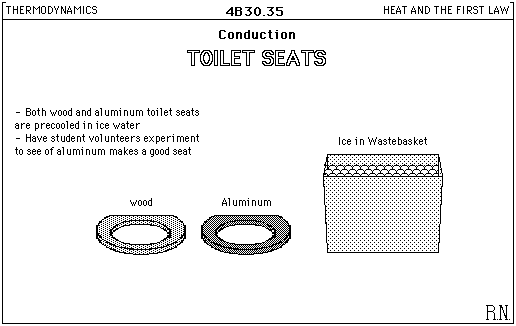 THERMODYNAMICS 4B30.35 HEAT AND THE FIRST LAW
Conduction
TOILET SEATS
- Both wood and aluminum toilet seats
are precooled in ice water
- Have student volunteers experiment
to see of aluminum makes a good seat
Ice in Wastebasket
wood Aluminum
R.N.